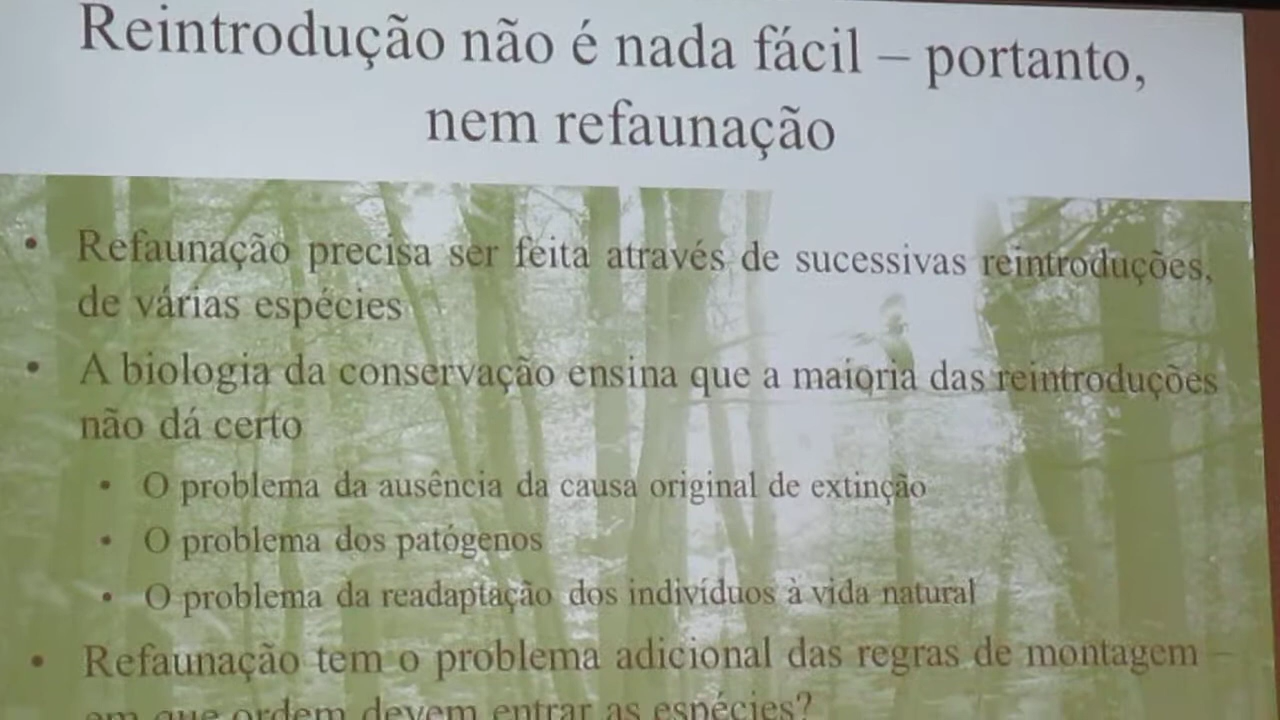 Reintrodução não é nada fácil – portanto,
nem refaunação
• Refaunação precisa ser feita através de sucessivas reintroduções,
de várias espécies
• A biologia da conservação ensina que a maioria das reintroduções
não dá certo
• O problema da ausência da causa original de extinção
• O problema dos patógenos
• O problema da readaptação dos indivíduos à vida natural
• Refaunação tem o problema adicional das regras de montagem –
em que ordem devem entrar as espécies?